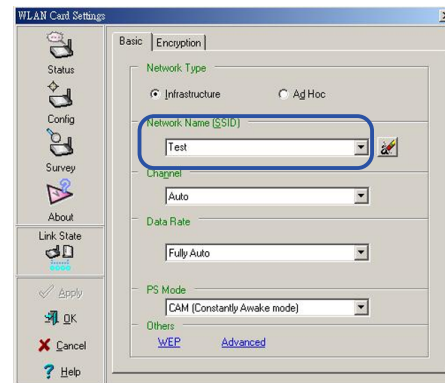 WLAN Card Settings
Status
Config
Survey
About
Link State
Apply
OK
Cancel
Help
Basic
Encryption
Network Type
Infrastructure
Ad Hoc
Network Name (SSID)
Test
Channel
Auto
Data Rate
Fully Auto
PS Mode
CAM (Constantly Awake mode)
Others
WEP Advanced